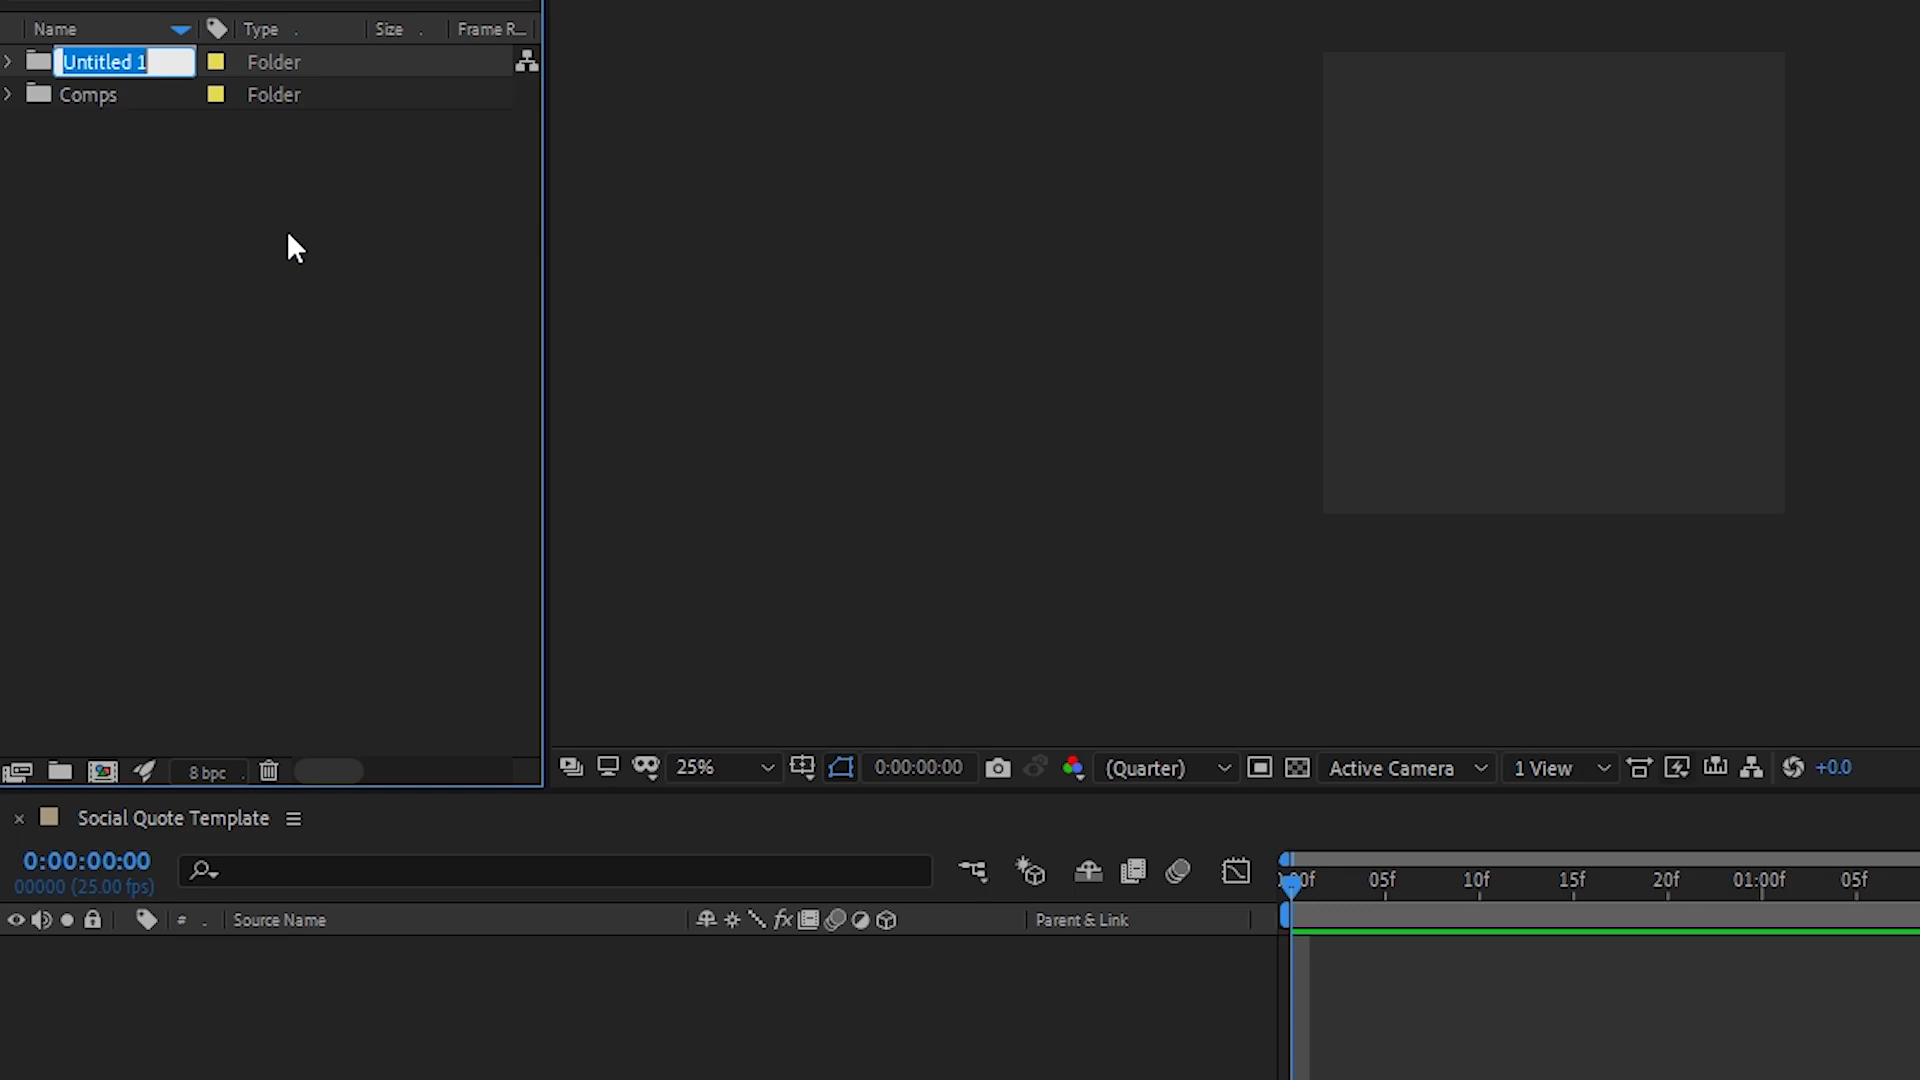 Name Type Size Frame R...
Untitled 1 Folder
Comps Folder
8 bpc
25% 0:00:00:00 (Quarter) Active Camera 1 View +0.0
Social Quote Template
0:00:00:00
00000 (25.00 fps)
05f 10f 15f 20f 01:00f 05f
# Source Name fx Parent & Link